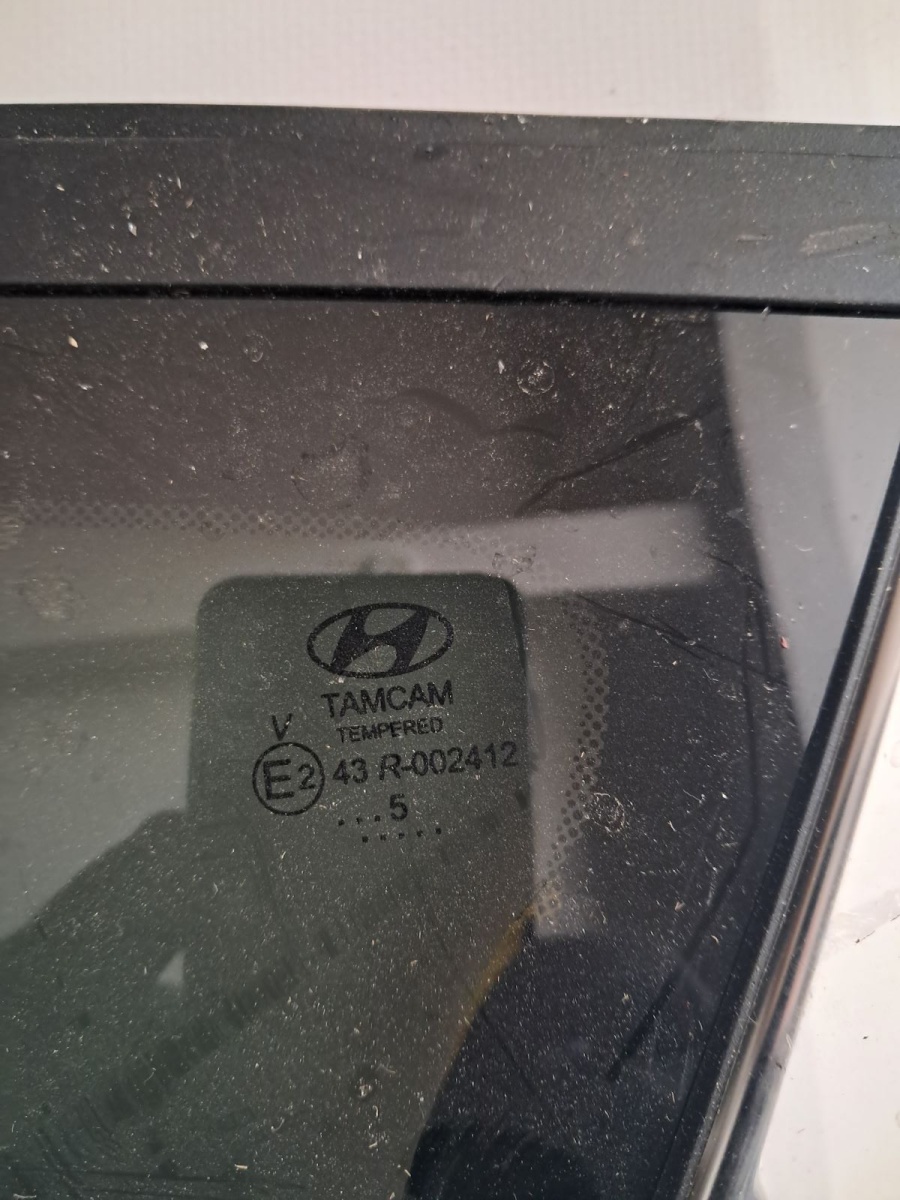 TAMCAM
TEMPERED
V
E2 43 R-002412
...5
.....